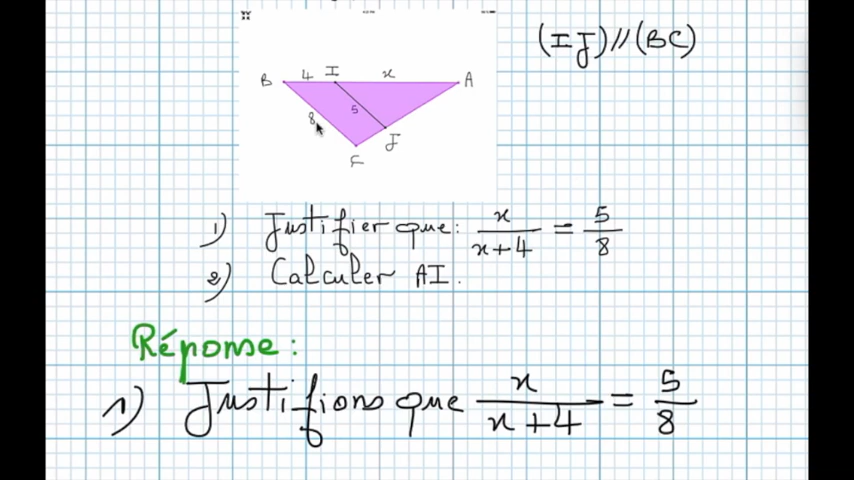 (IJ)//(BC)
B 4 I x A
8 5
J
C
1) Justifier que: x/(x+4) = 5/8
2) Calculer AI.
Réponse:
1) Justifions que x/(x+4) = 5/8